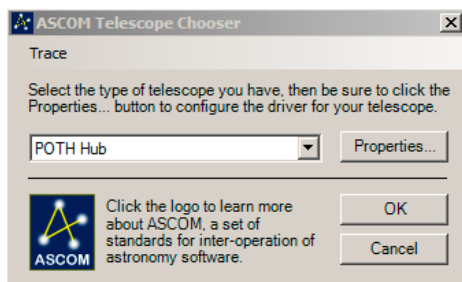 ASCOM Telescope Chooser
Trace
Select the type of telescope you have, then be sure to click the
Properties... button to configure the driver for your telescope.
POTH Hub
Properties...
Click the logo to learn more
about ASCOM, a set of
standards for inter-operation of
astronomy software.
ASCOM
OK
Cancel